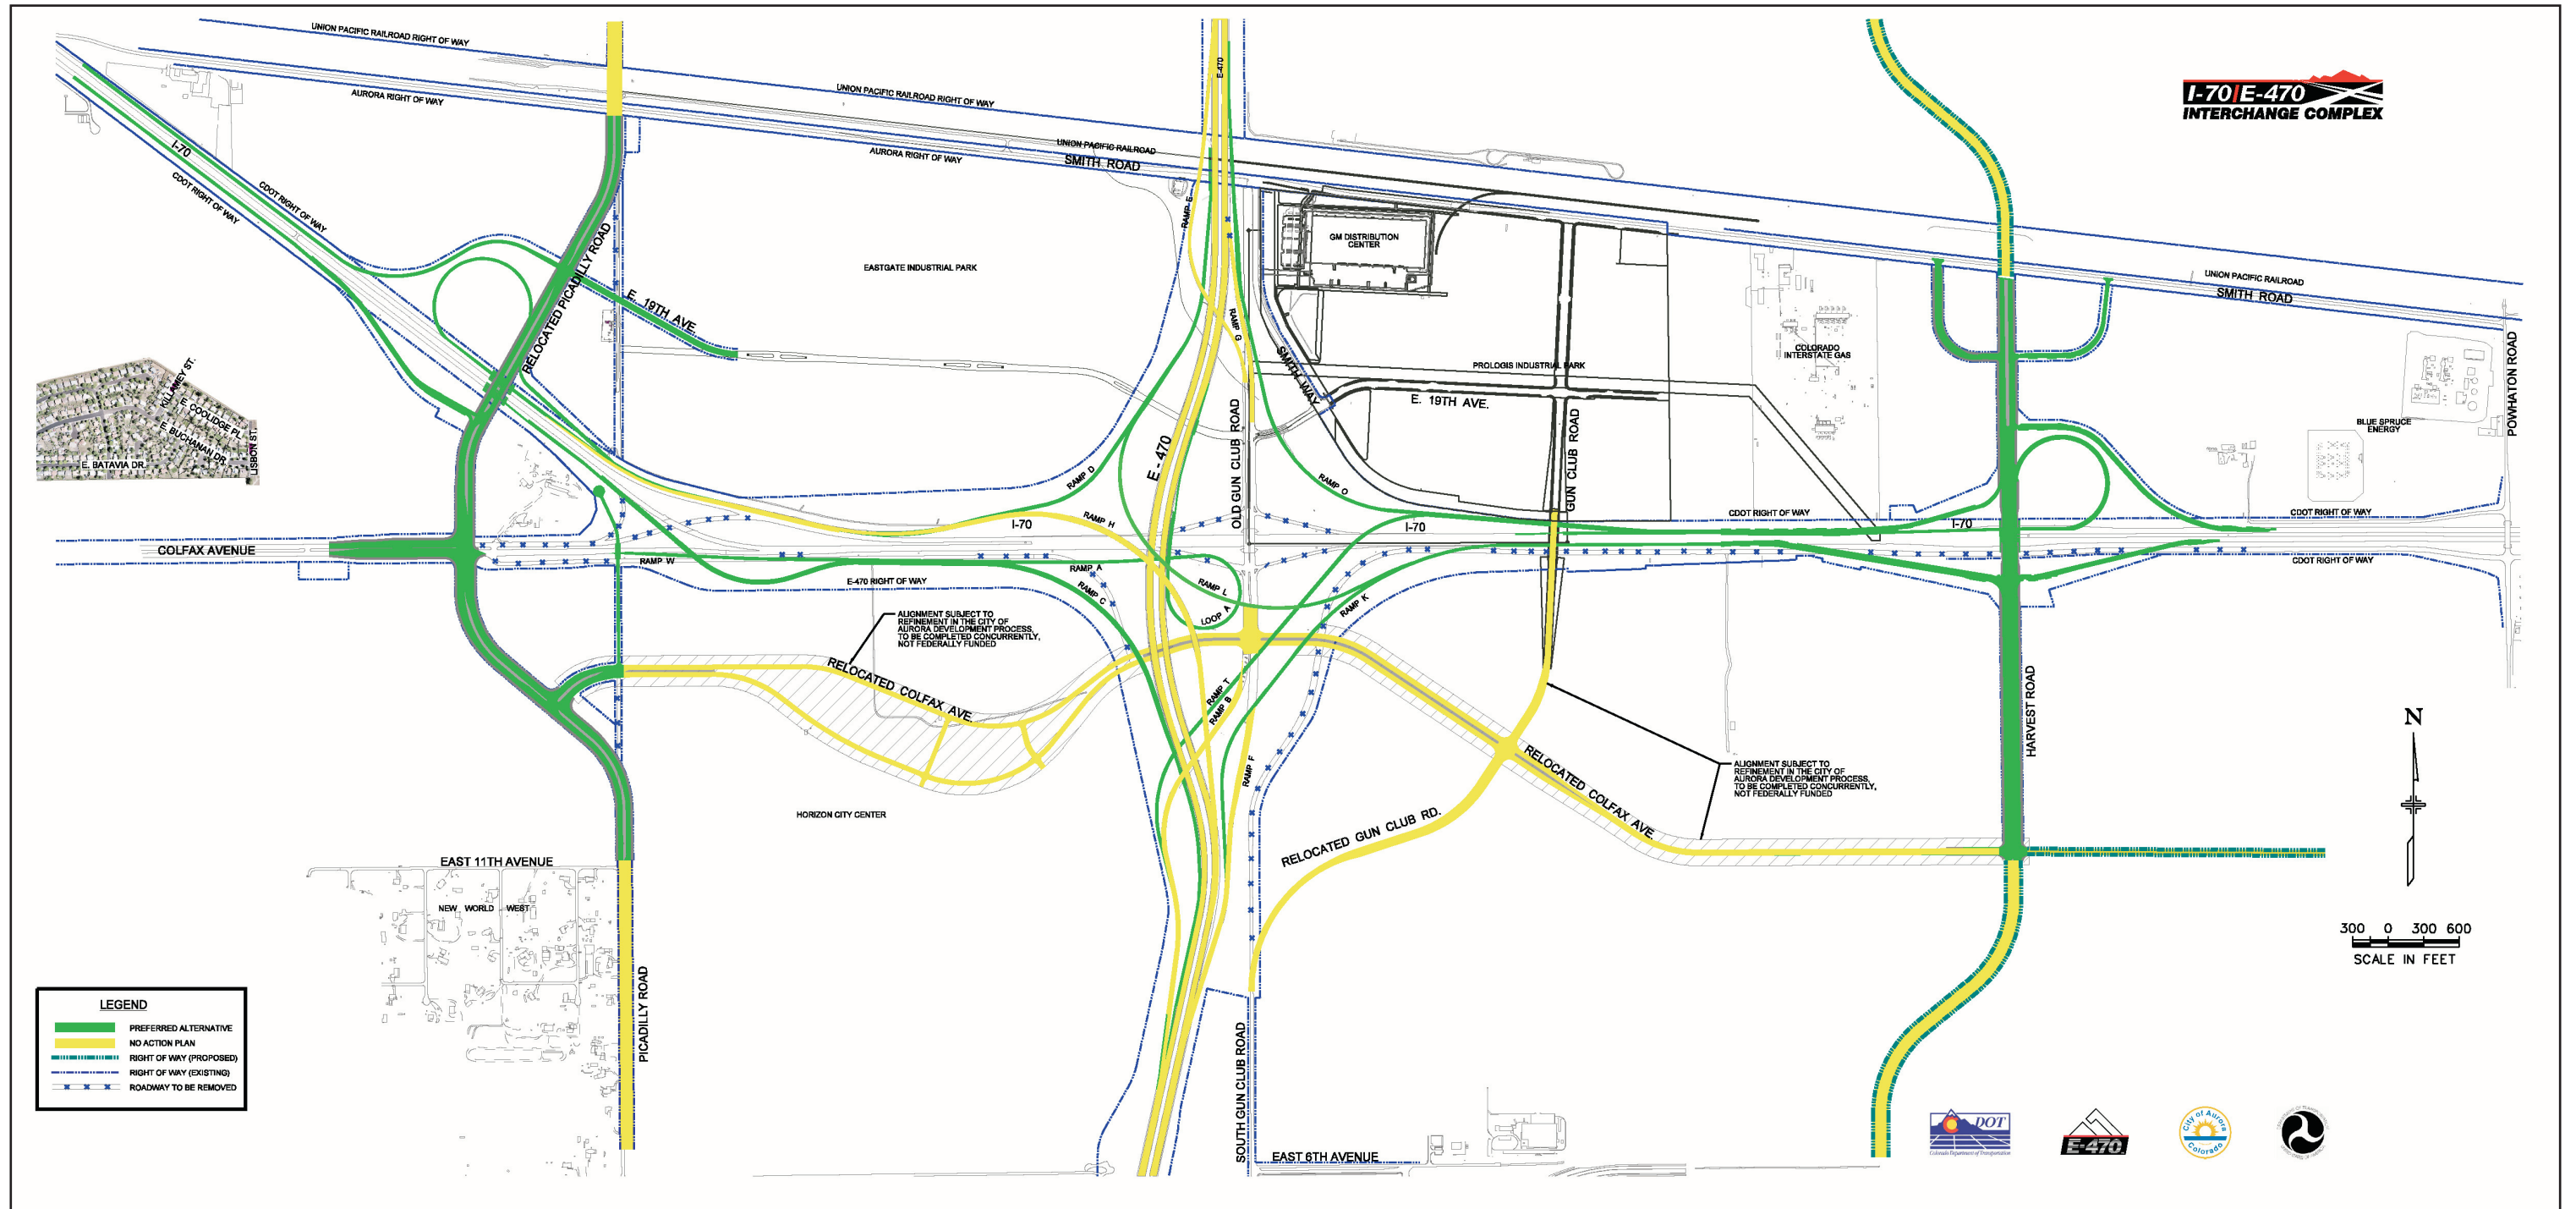 UNION PACIFIC RAILROAD RIGHT OF WAY
AURORA RIGHT OF WAY
I-70
CDOT RIGHT OF WAY
CDOT RIGHT OF WAY
UNION PACIFIC RAILROAD RIGHT OF WAY
AURORA RIGHT OF WAY
UNION PACIFIC RAILROAD
SMITH ROAD
E-470
I-70 E-470
INTERCHANGE COMPLEX
RAMP E
RAMP G
GM DISTRIBUTION
CENTER
EASTGATE INDUSTRIAL PARK
RELOCATED PICADILLY ROAD
E. 19TH AVE.
UNION PACIFIC RAILROAD
SMITH ROAD
POWHATON ROAD
COLORADO
INTERSTATE GAS
PROLOGIS INDUSTRIAL PARK
SMITH WAY
E. 19TH AVE.
GUN CLUB ROAD
OLD GUN CLUB ROAD
E - 470
RAMP D
RAMP O
RAMP H
I-70
I-70
I-70
BLUE SPRUCE
ENERGY
CDOT RIGHT OF WAY
CDOT RIGHT OF WAY
CDOT RIGHT OF WAY
KILLARNEY ST.
E. COOLIDGE PL.
E. BUCHANAN DR.
E. BATAVIA DR.
LISBON ST.
COLFAX AVENUE
RAMP W
E-470 RIGHT OF WAY
RAMP A
RAMP C
RAMP L
LOOP A
RAMP K
ALIGNMENT SUBJECT TO
REFINEMENT IN THE CITY OF
AURORA DEVELOPMENT PROCESS,
TO BE COMPLETED CONCURRENTLY,
NOT FEDERALLY FUNDED
RELOCATED COLFAX AVE.
RAMP T
RAMP B
RAMP F
HARVEST ROAD
RELOCATED COLFAX AVE.
ALIGNMENT SUBJECT TO
REFINEMENT IN THE CITY OF
AURORA DEVELOPMENT PROCESS,
TO BE COMPLETED CONCURRENTLY,
NOT FEDERALLY FUNDED
RELOCATED GUN CLUB RD.
HORIZON CITY CENTER
EAST 11TH AVENUE
NEW WORLD WEST
PICADILLY ROAD
SOUTH GUN CLUB ROAD
EAST 6TH AVENUE
N
300 0 300 600
SCALE IN FEET
LEGEND
PREFERRED ALTERNATIVE
NO ACTION PLAN
RIGHT OF WAY (PROPOSED)
RIGHT OF WAY (EXISTING)
ROADWAY TO BE REMOVED
DOT
Colorado Department of Transportation
E-470
City of Aurora
Colorado